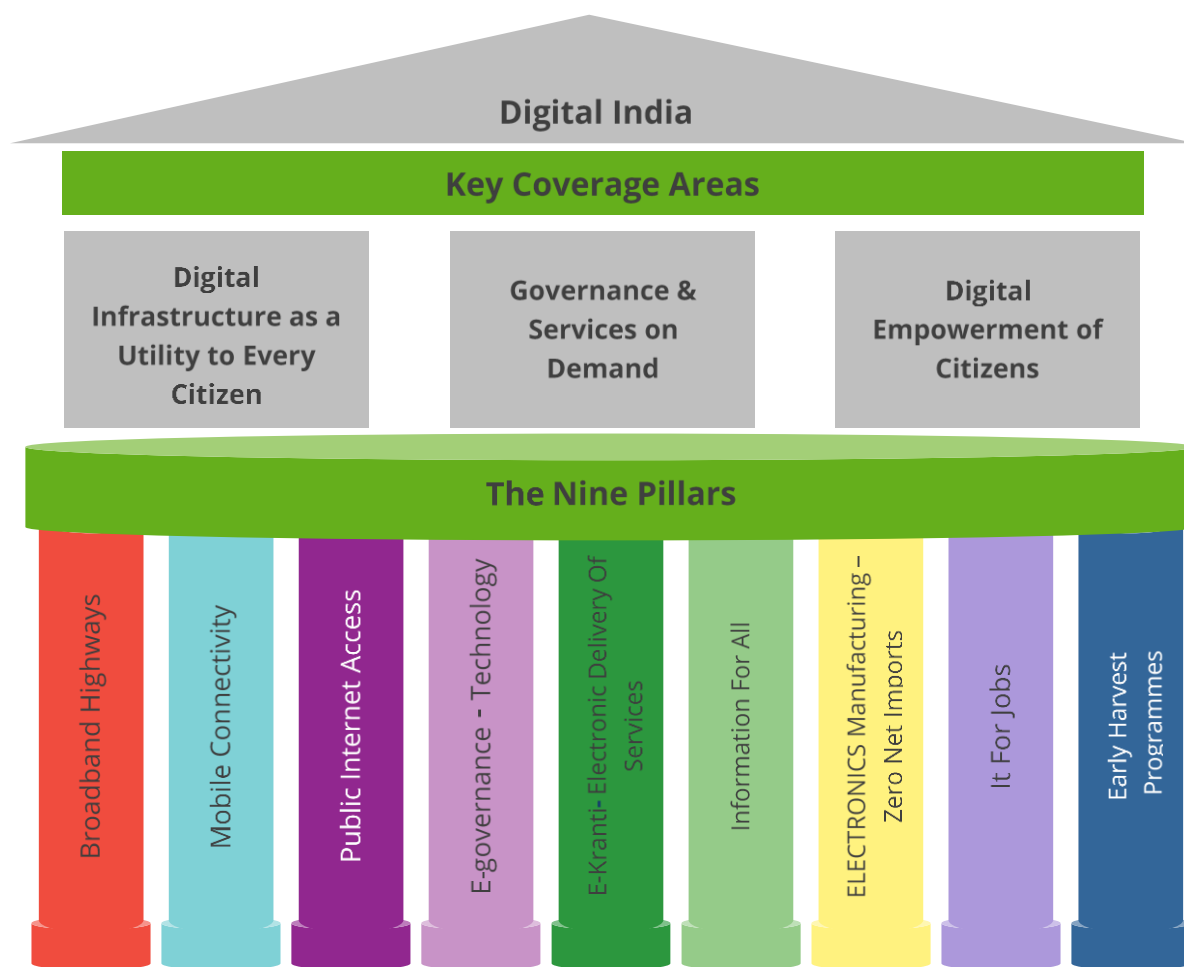 Digital India
Key Coverage Areas
Digital
Infrastructure as a
Utility to Every
Citizen
Governance &
Services on
Demand
Digital
Empowerment of
Citizens
The Nine Pillars
Broadband Highways
Mobile Connectivity
Public Internet Access
E-governance - Technology
E-Kranti- Electronic Delivery Of
Services
Information For All
ELECTRONICS Manufacturing –
Zero Net Imports
It For Jobs
Early Harvest
Programmes